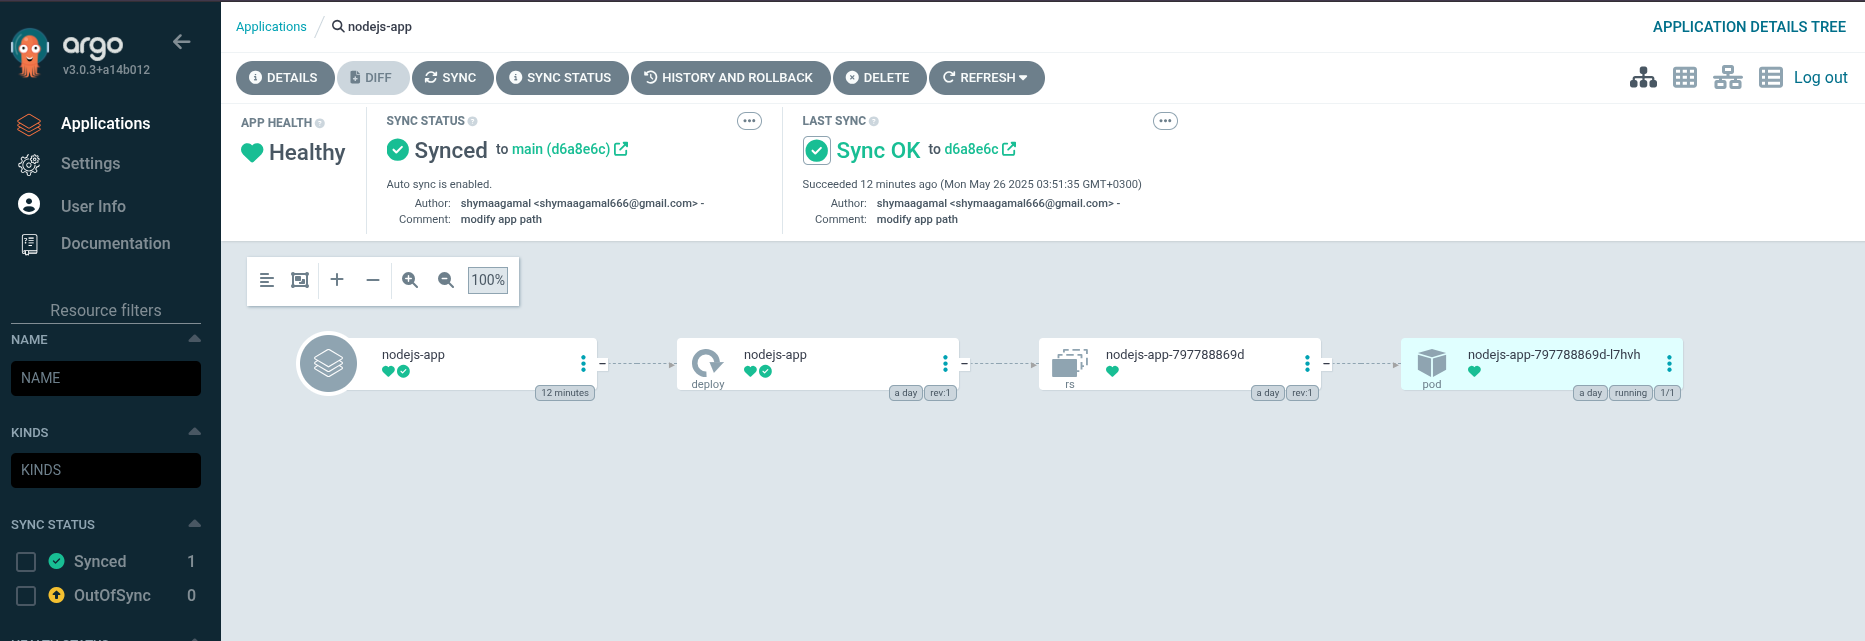 argo
v3.0.3+a14b012
Applications
Settings
User Info
Documentation
Resource filters
NAME
NAME
KINDS
KINDS
SYNC STATUS
Synced 1
OutOfSync 0
Applications / nodejs-app
APPLICATION DETAILS TREE
DETAILS DIFF SYNC SYNC STATUS HISTORY AND ROLLBACK DELETE REFRESH
Log out
APP HEALTH
Healthy
SYNC STATUS
Synced to main (d6a8e6c)
Auto sync is enabled.
Author: shymaagamal <shymaagamal666@gmail.com> -
Comment: modify app path
LAST SYNC
Sync OK to d6a8e6c
Succeeded 12 minutes ago (Mon May 26 2025 03:51:35 GMT+0300)
Author: shymaagamal <shymaagamal666@gmail.com> -
Comment: modify app path
100%
nodejs-app
12 minutes
nodejs-app
deploy
a day rev:1
nodejs-app-797788869d
rs
a day rev:1
nodejs-app-797788869d-l7hvh
pod
a day running 1/1